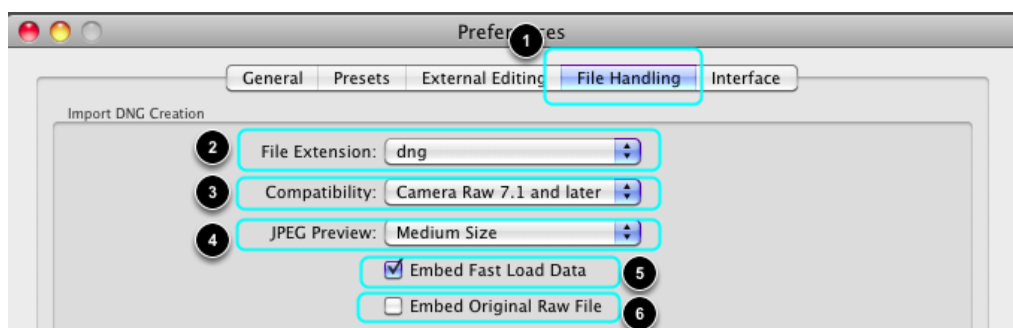 Preferences
1
General Presets External Editing File Handling Interface
Import DNG Creation
2 File Extension: dng
3 Compatibility: Camera Raw 7.1 and later
4 JPEG Preview: Medium Size
Embed Fast Load Data 5
Embed Original Raw File 6